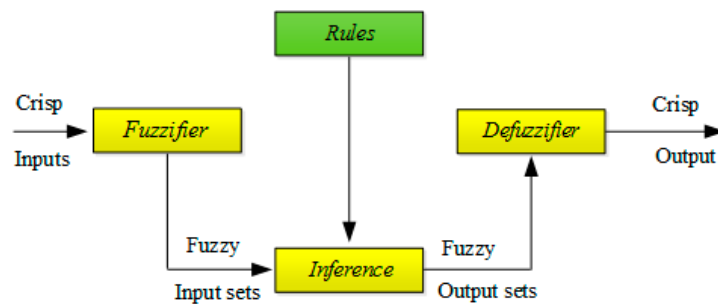 Rules
Crisp
Inputs
Fuzzifier
Defuzzifier
Crisp
Output
Fuzzy
Input sets
Inference
Fuzzy
Output sets